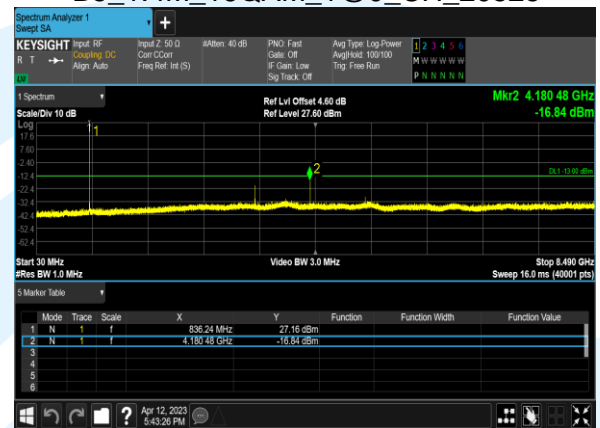 Spectrum Analyzer 1
Swept SA
KEYSIGHT
R T
LV
Input: RF
Coupling: DC
Align: Auto
Input Z: 50 Ω
Corr CCorr
Freq Ref: Int (S)
#Atten: 40 dB
PNO: Fast
Gate: Off
IF Gain: Low
Sig Track: Off
Avg Type: Log-Power
Avg|Hold: 100/100
Trig: Free Run
1 2 3 4 5 6
M W W W W W
P N N N N N
1 Spectrum
Scale/Div 10 dB
Ref Lvl Offset 4.60 dB
Ref Level 27.60 dBm
Mkr2 4.180 48 GHz
-16.84 dBm
Log
17.6
7.60
-2.40
-12.4
-22.4
-32.4
-42.4
-52.4
-62.4
1
2
DL1 -13.00 dBm
Start 30 MHz
#Res BW 1.0 MHz
Video BW 3.0 MHz
Stop 8.490 GHz
Sweep 16.0 ms (40001 pts)
5 Marker Table
Mode Trace Scale X Y Function Function Width Function Value
1 N 1 f 836.24 MHz 27.16 dBm
2 N 1 f 4.180 48 GHz -16.84 dBm
3
4
5
6
? Apr 12, 2023
5:43:26 PM